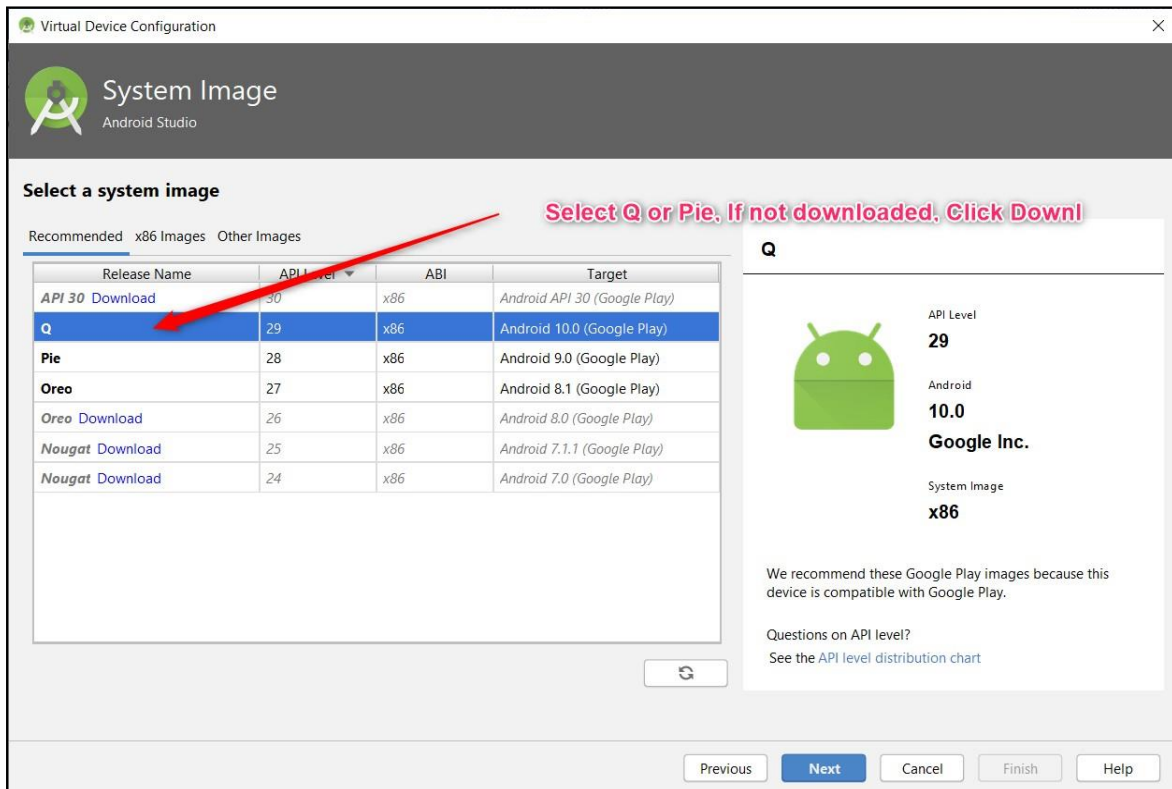 Virtual Device Configuration
System Image
Android Studio
Select a system image
Select Q or Pie, If not downloaded, Click Downl
Recommended x86 Images Other Images
Release Name API Level ABI Target
API 30 Download 30 x86 Android API 30 (Google Play)
Q 29 x86 Android 10.0 (Google Play)
Pie 28 x86 Android 9.0 (Google Play)
Oreo 27 x86 Android 8.1 (Google Play)
Oreo Download 26 x86 Android 8.0 (Google Play)
Nougat Download 25 x86 Android 7.1.1 (Google Play)
Nougat Download 24 x86 Android 7.0 (Google Play)
Q
API Level
29
Android
10.0
Google Inc.
System Image
x86
We recommend these Google Play images because this
device is compatible with Google Play.
Questions on API level?
See the API level distribution chart
Previous Next Cancel Finish Help